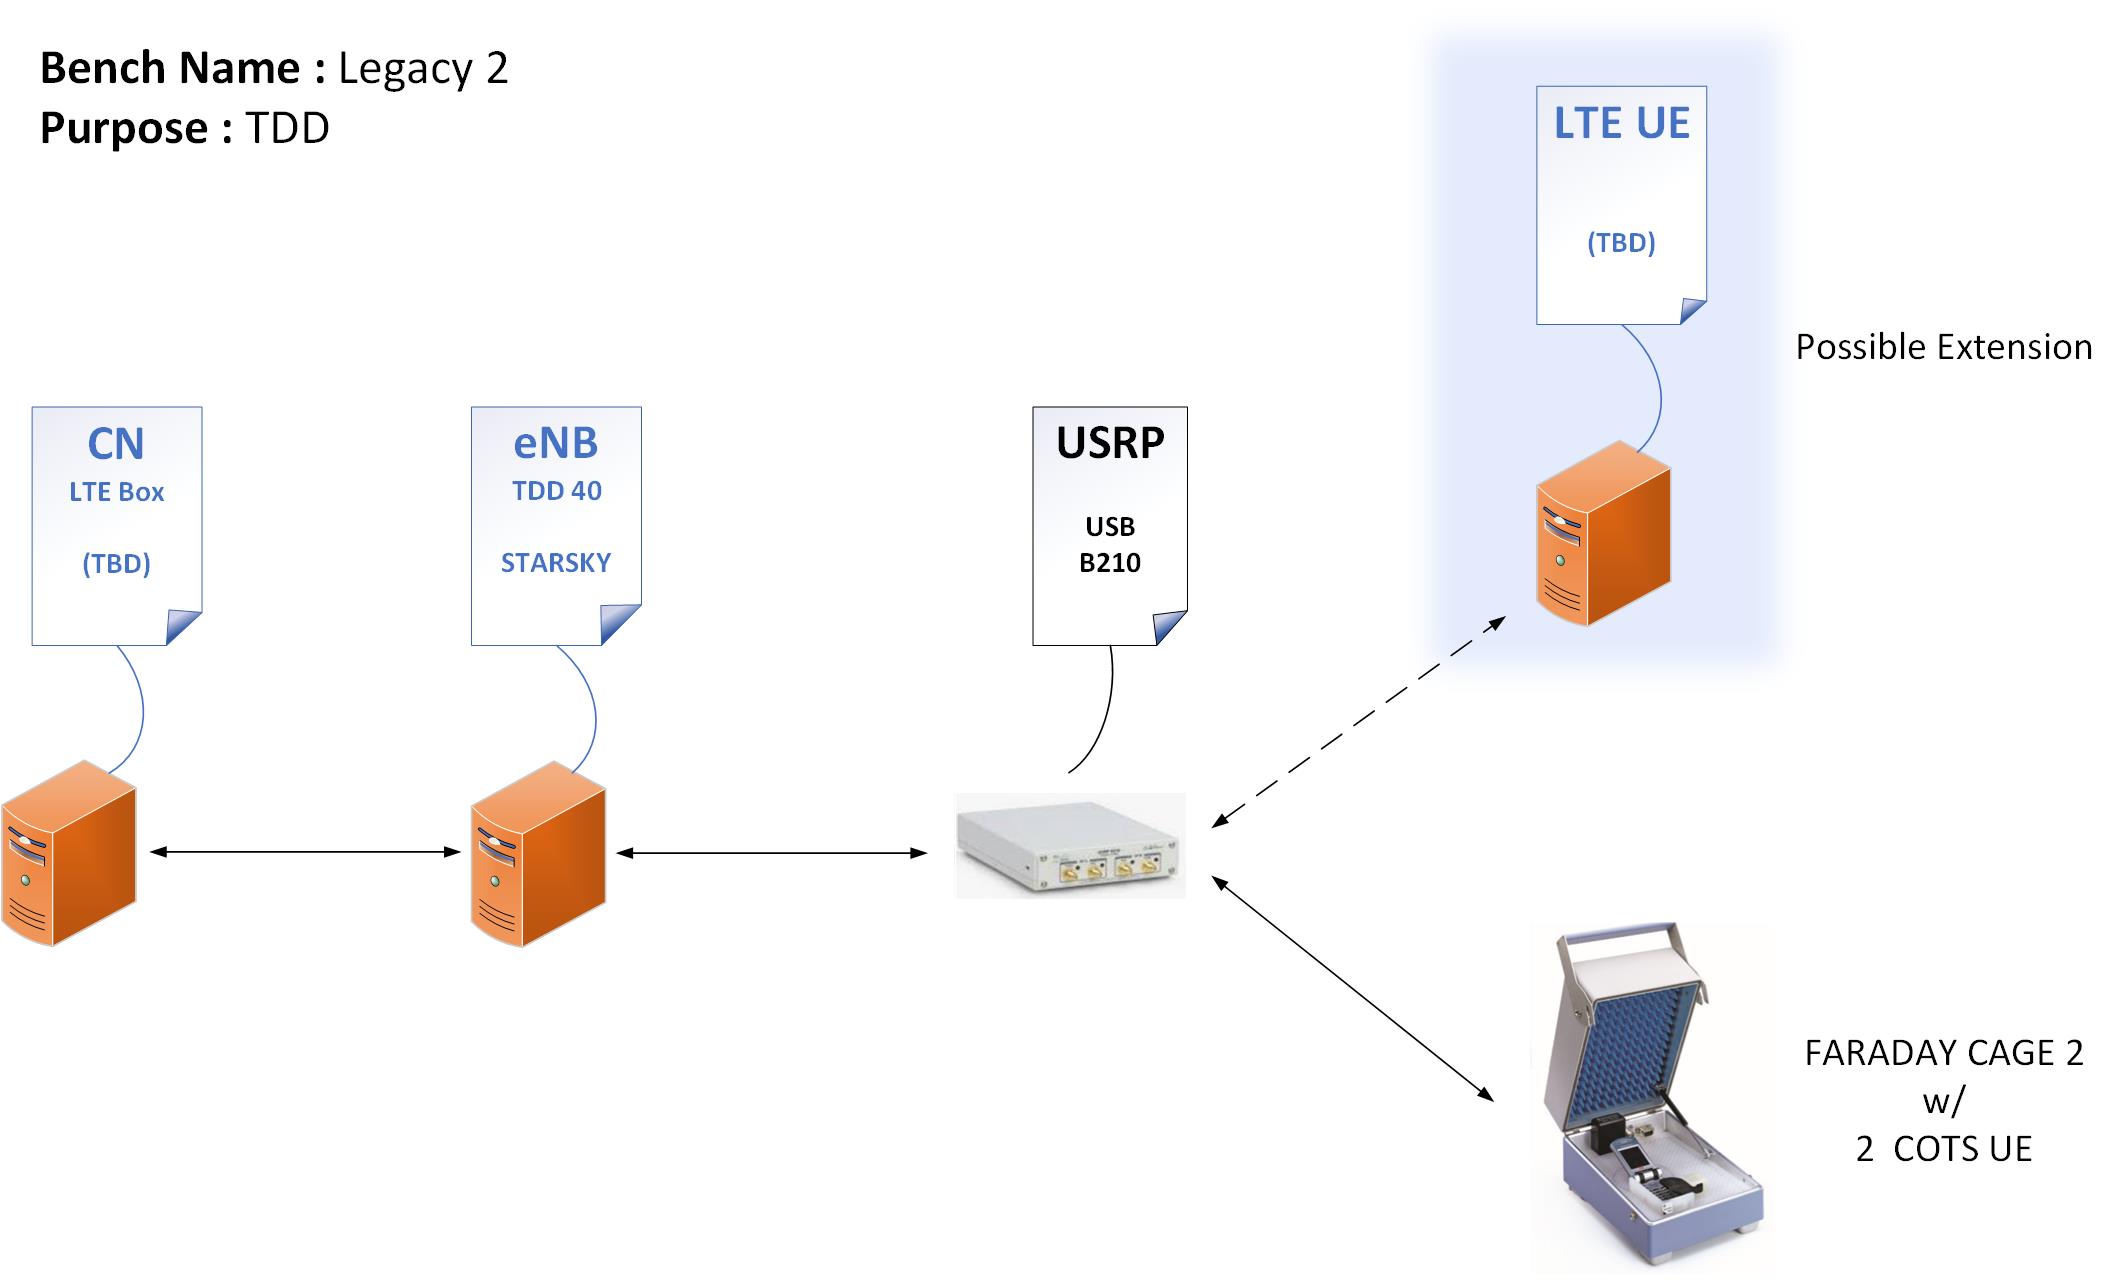 Bench Name : Legacy 2
Purpose : TDD
LTE UE
(TBD)
Possible Extension
CN
LTE Box
(TBD)
eNB
TDD 40
STARSKY
USRP
USB
B210
FARADAY CAGE 2
w/
2 COTS UE